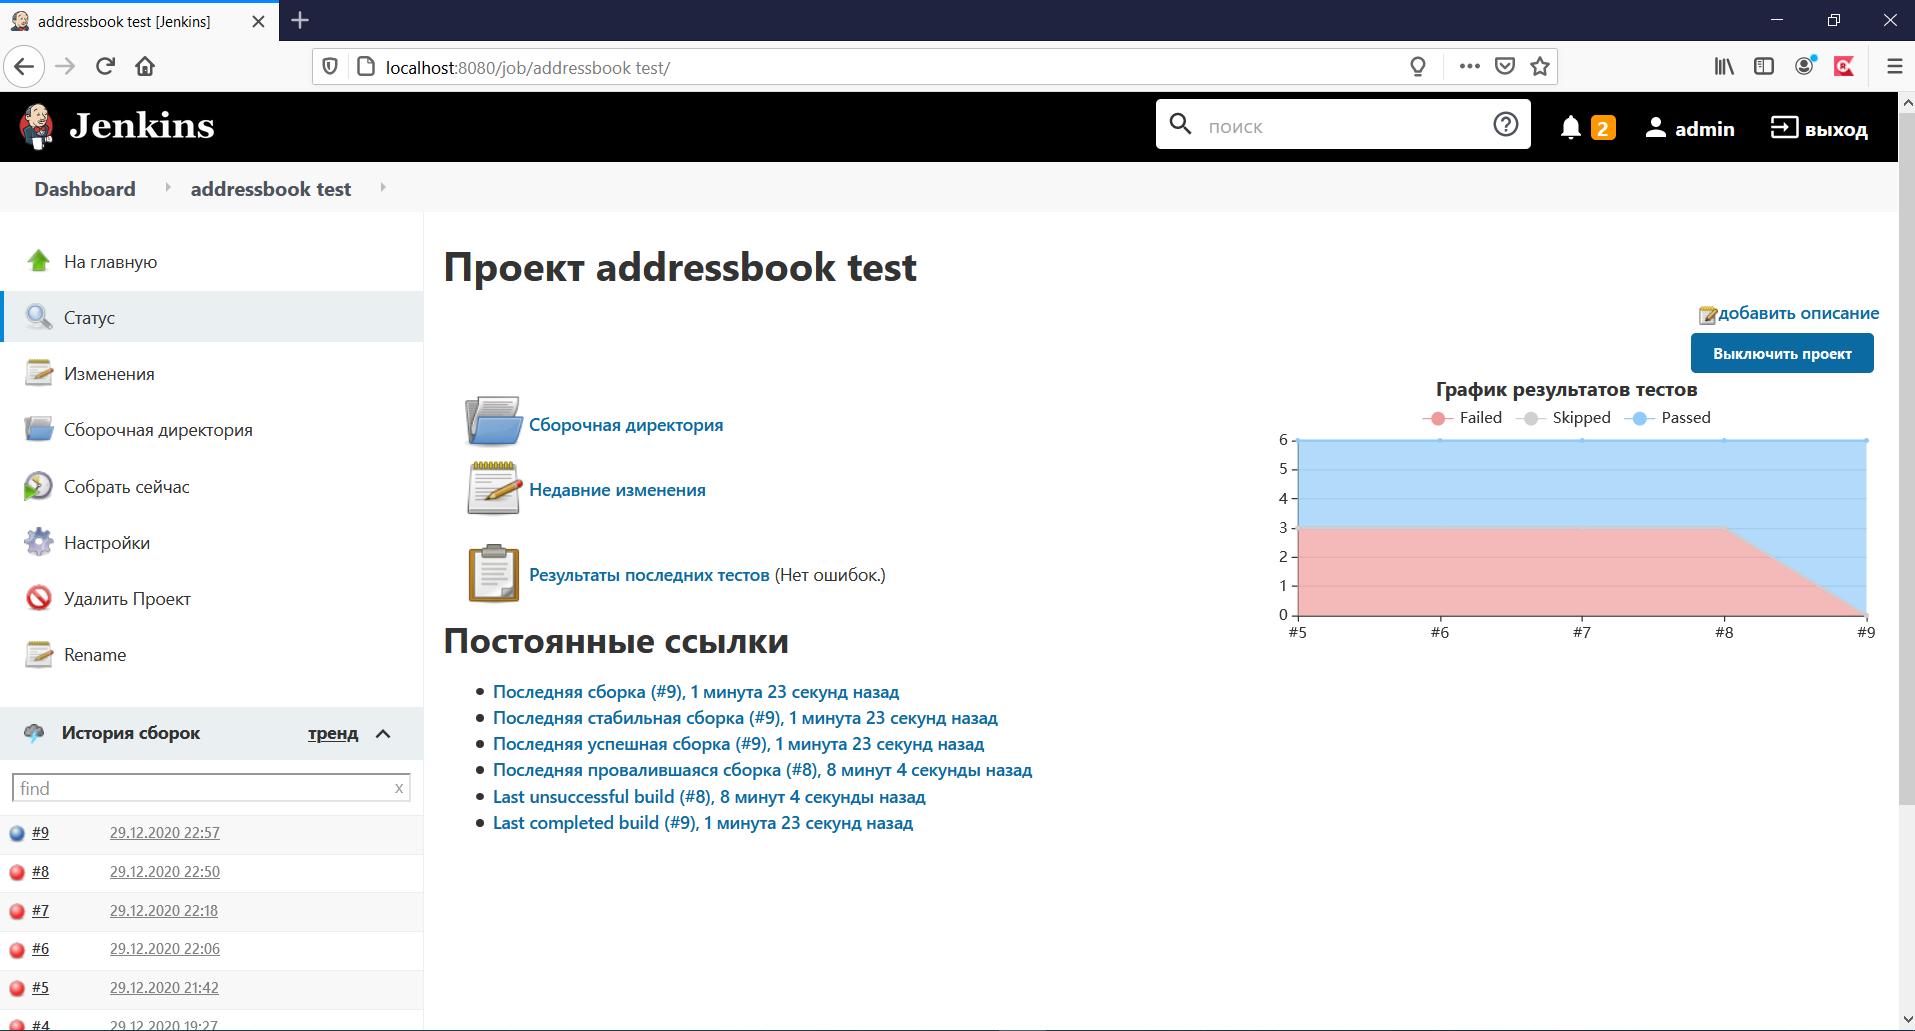 addressbook test [Jenkins]
localhost:8080/job/addressbook test/
Jenkins
поиск
2
admin
выход
Dashboard
addressbook test
На главную
Статус
Изменения
Сборочная директория
Собрать сейчас
Настройки
Удалить Проект
Rename
История сборок
тренд
find
x
#9 29.12.2020 22:57
#8 29.12.2020 22:50
#7 29.12.2020 22:18
#6 29.12.2020 22:06
#5 29.12.2020 21:42
#4 29.12.2020 19:27
Проект addressbook test
добавить описание
Выключить проект
Сборочная директория
Недавние изменения
Результаты последних тестов (Нет ошибок.)
График результатов тестов
Failed Skipped Passed
6
5
4
3
2
1
0
#5 #6 #7 #8 #9
Постоянные ссылки
Последняя сборка (#9), 1 минута 23 секунд назад
Последняя стабильная сборка (#9), 1 минута 23 секунд назад
Последняя успешная сборка (#9), 1 минута 23 секунд назад
Последняя провалившаяся сборка (#8), 8 минут 4 секунды назад
Last unsuccessful build (#8), 8 минут 4 секунды назад
Last completed build (#9), 1 минута 23 секунд назад